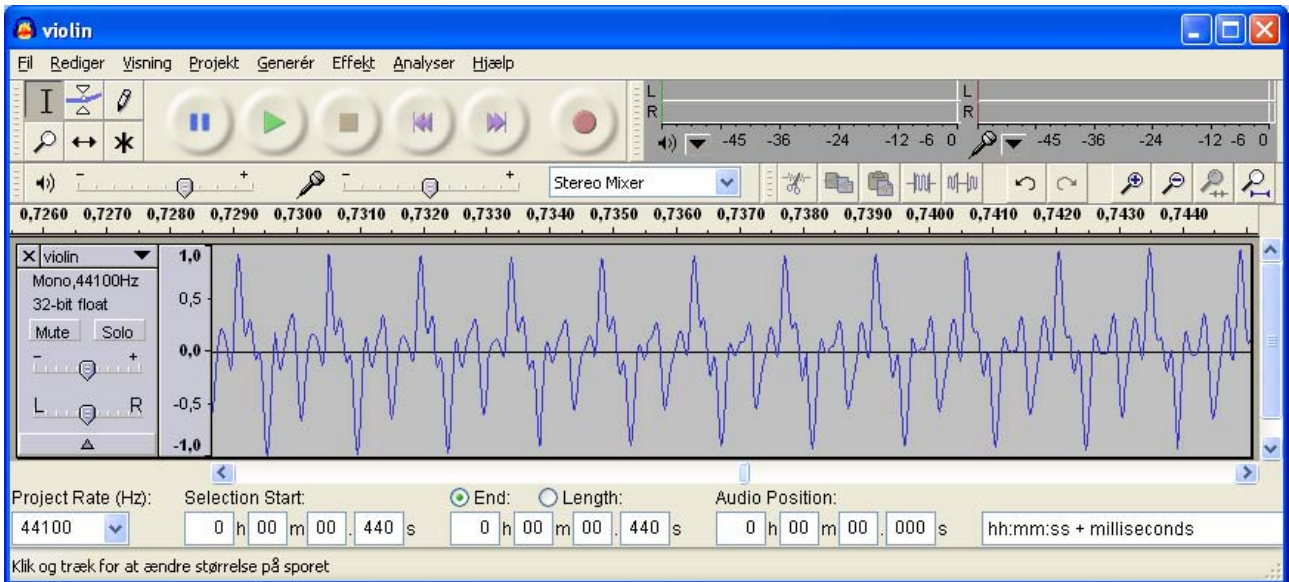 violin
Fil Rediger Visning Projekt Generér Effekt Analyser Hjælp
L
R
-45 -36 -24 -12 -6 0
L
R
-45 -36 -24 -12 -6 0
- + - + Stereo Mixer
0,7260 0,7270 0,7280 0,7290 0,7300 0,7310 0,7320 0,7330 0,7340 0,7350 0,7360 0,7370 0,7380 0,7390 0,7400 0,7410 0,7420 0,7430 0,7440
X violin
Mono,44100Hz
32-bit float
Mute Solo
- +
L R
1,0
0,5
0,0
-0,5
-1,0
Project Rate (Hz): Selection Start: End: Length: Audio Position:
44100 0 h 00 m 00 . 440 s 0 h 00 m 00 . 440 s 0 h 00 m 00 . 000 s hh:mm:ss + milliseconds
Klik og træk for at ændre størrelse på sporet